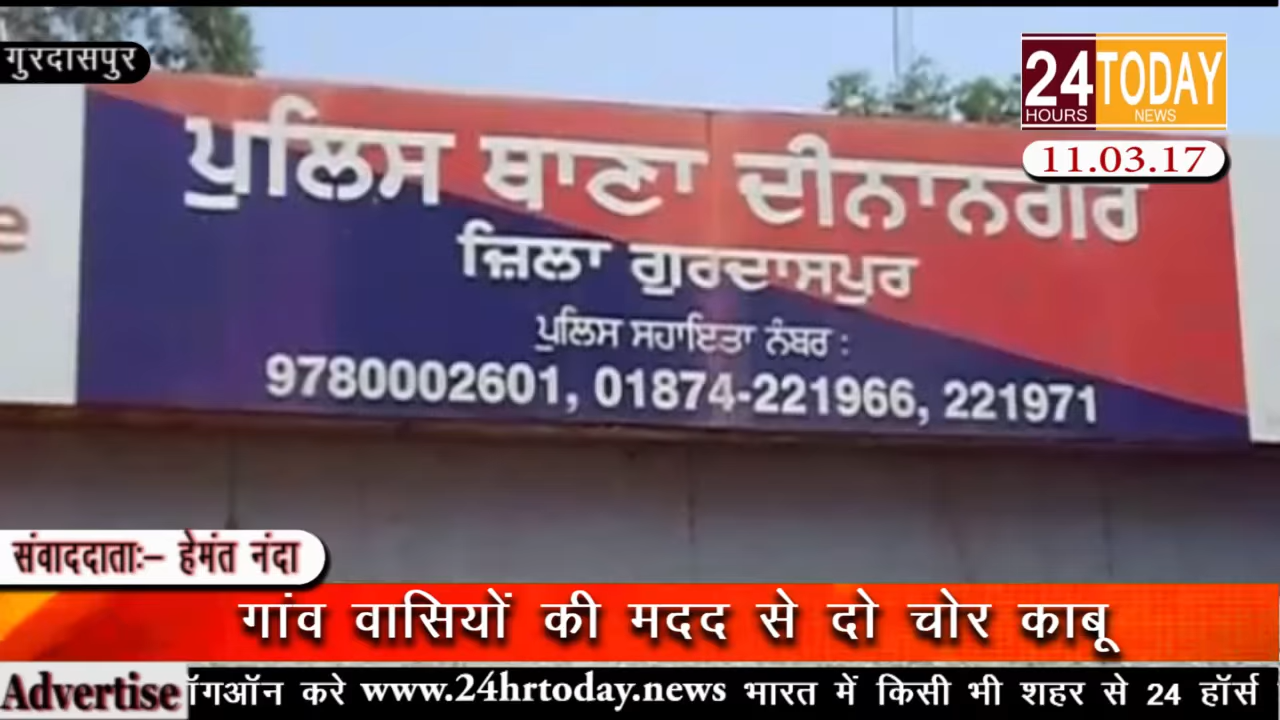 गुरदासपुर
24 TODAY
HOURS NEWS
11.03.17
ਪੁਲਿਸ ਥਾਣਾ ਦੀਨਾਨਗਰ
ਜ਼ਿਲਾ ਗੁਰਦਾਸਪੁਰ
ਪੁਲਿਸ ਸਹਾਇਤਾ ਨੰਬਰ :
9780002601, 01874-221966, 221971
e
संवाददाताः– हेमंत नंदा
गांव वासियों की मदद से दो चोर काबू
Advertise गऑन करे www.24hrtoday.news भारत में किसी भी शहर से 24 हॉर्स